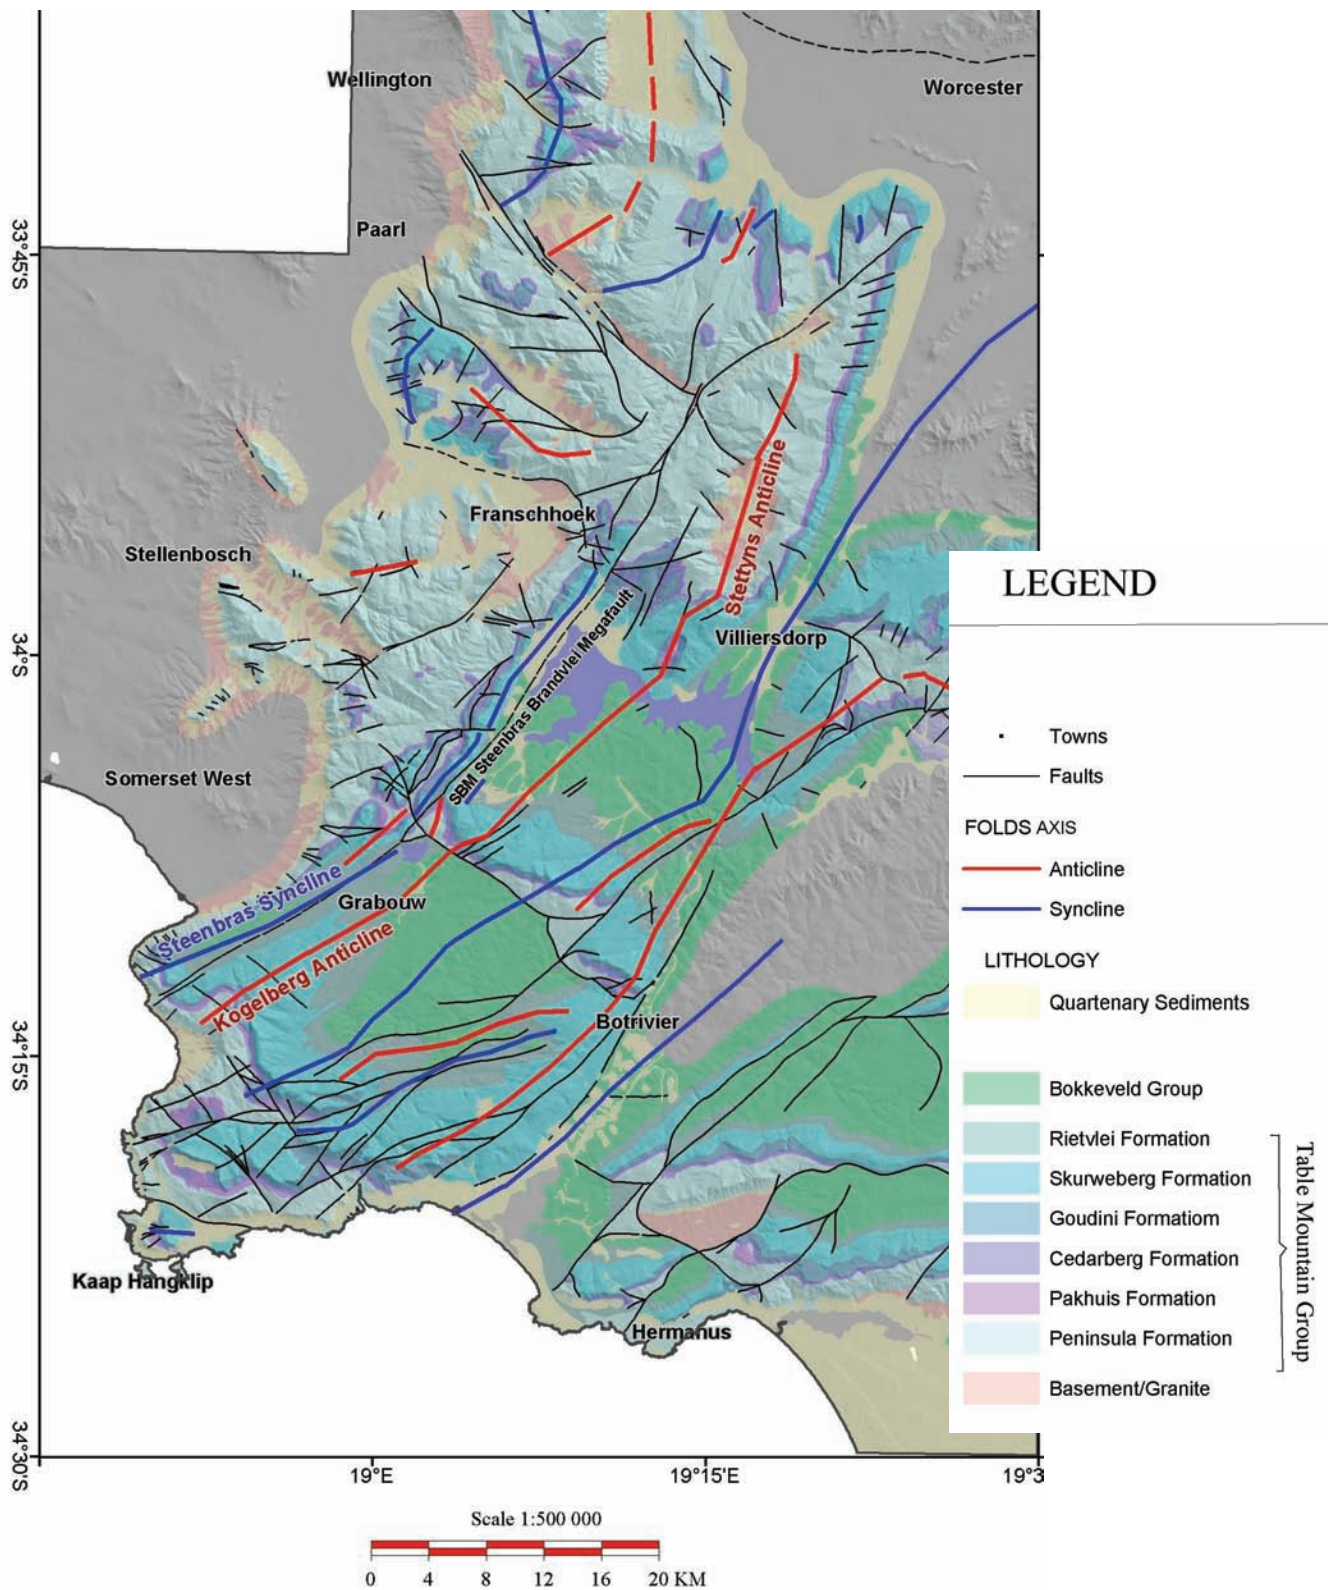 Wellington
Worcester
Paarl
33°45'S
Stettyns Anticline
Franschhoek
Stellenbosch
SBM Steenbras Brandvlei Megafault
Villiersdorp
34°S
Somerset West
Steenbras Syncline
Grabouw
Kogelberg Anticline
Botrivier
34°15'S
Kaap Hangklip
Hermanus
34°30'S
19°E
19°15'E
19°3
LEGEND
Towns
Faults
FOLDS AXIS
Anticline
Syncline
LITHOLOGY
Quartenary Sediments
Bokkeveld Group
Rietvlei Formation
Skurweberg Formation
Goudini Formatiom
Cedarberg Formation
Pakhuis Formation
Peninsula Formation
Table Mountain Group
Basement/Granite
Scale 1:500 000
0 4 8 12 16 20 KM